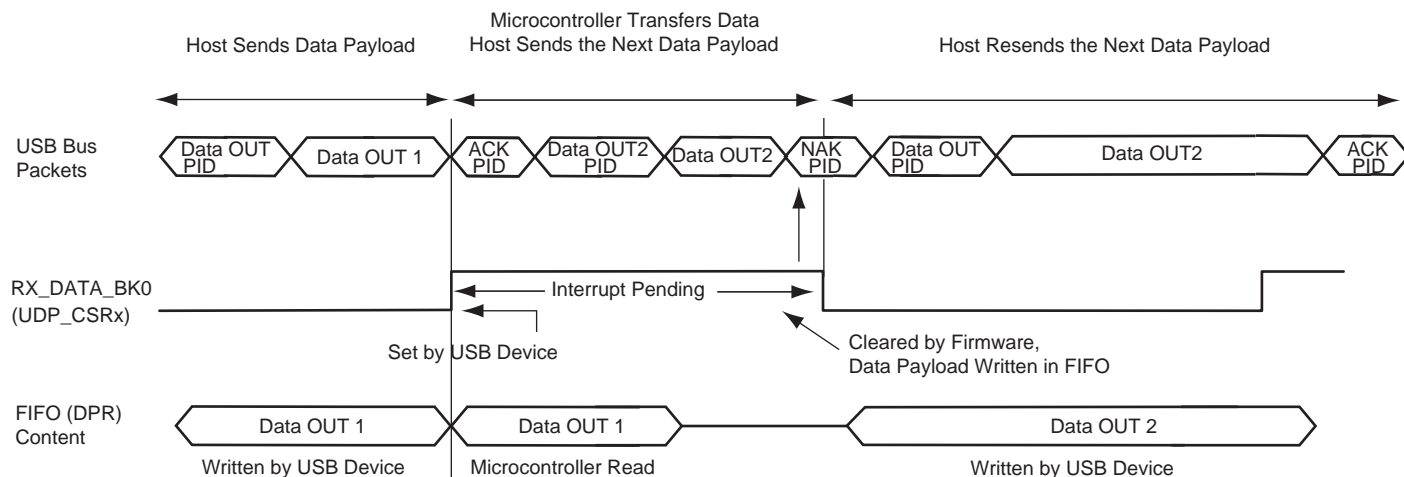 Microcontroller Transfers Data
Host Sends Data Payload
Host Sends the Next Data Payload
Host Resends the Next Data Payload
USB Bus
Packets
Data OUT
PID
Data OUT 1
ACK
PID
Data OUT2
PID
Data OUT2
NAK
PID
Data OUT
PID
Data OUT2
ACK
PID
RX_DATA_BK0
(UDP_CSRx)
Interrupt Pending
Set by USB Device
Cleared by Firmware,
Data Payload Written in FIFO
FIFO (DPR)
Content
Data OUT 1
Data OUT 1
Data OUT 2
Written by USB Device
Microcontroller Read
Written by USB Device